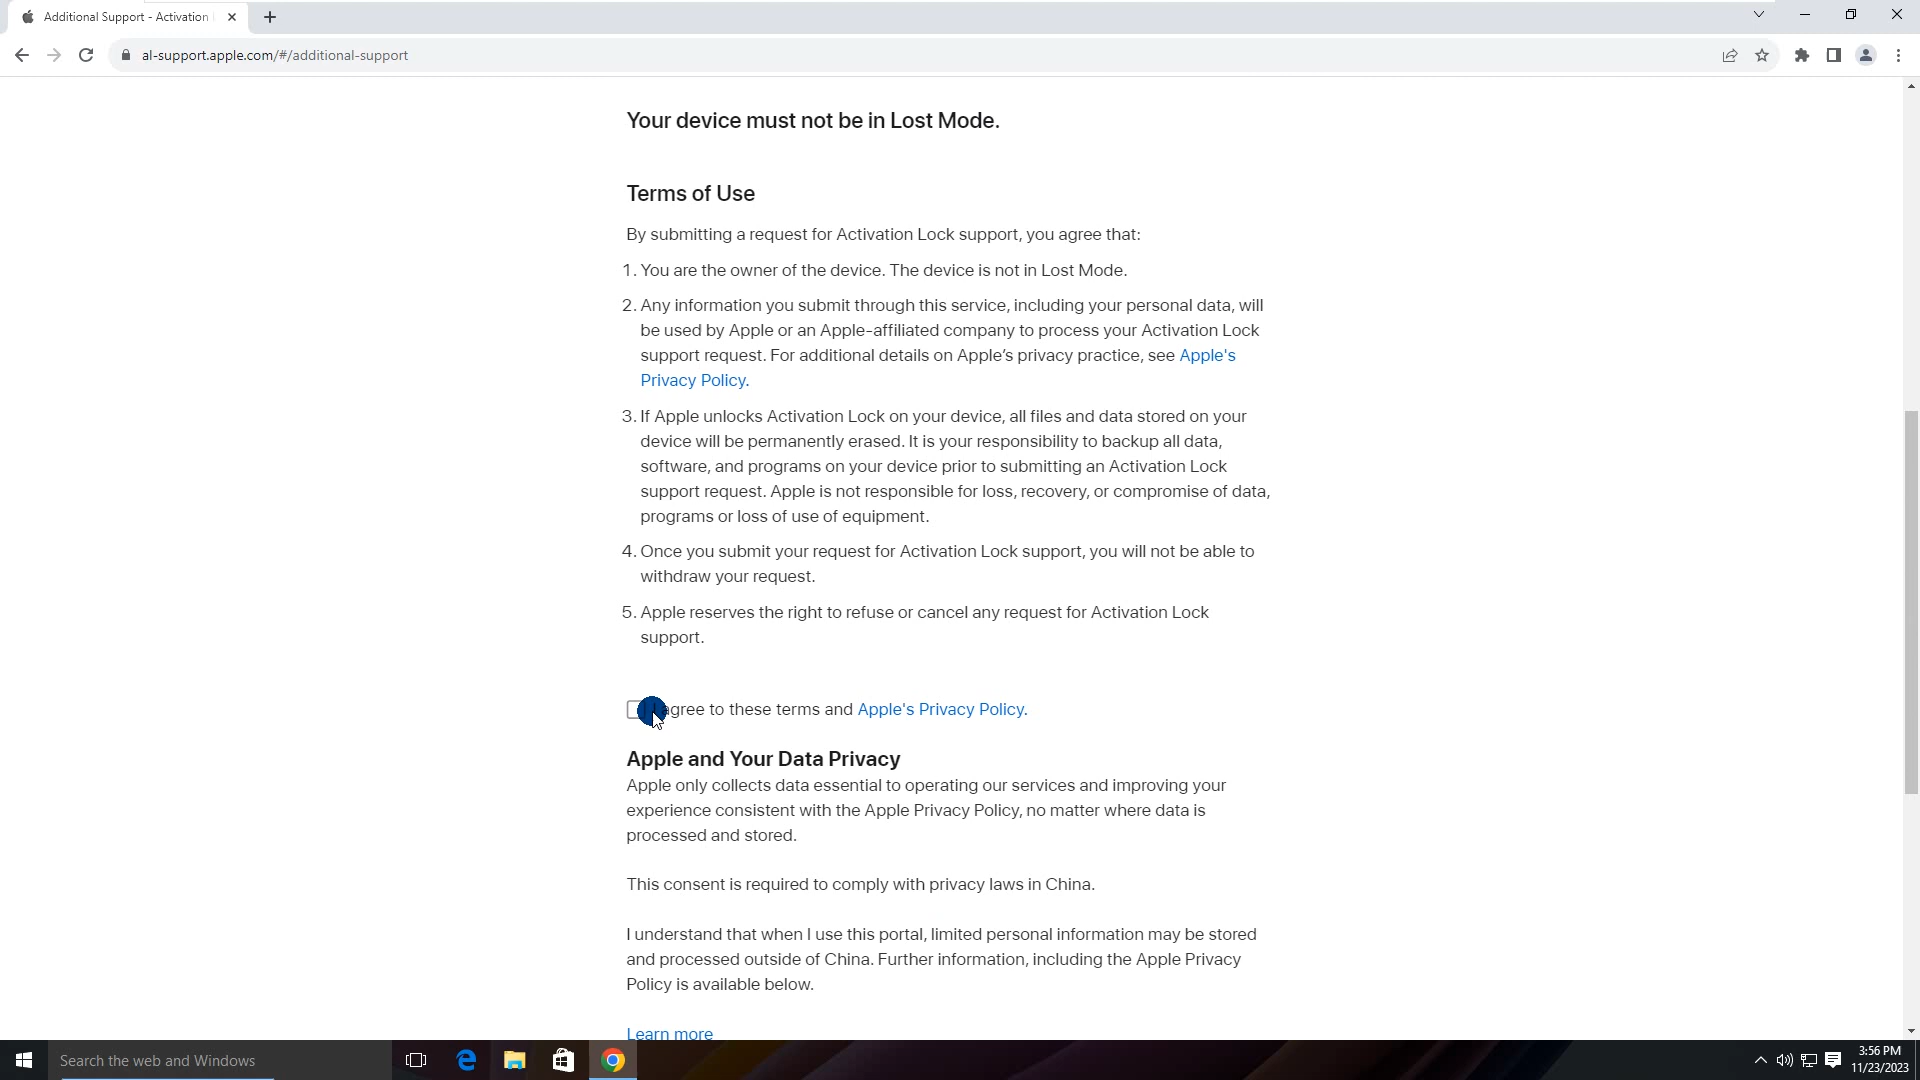 Additional Support - Activation
al-support.apple.com/#/additional-support
Your device must not be in Lost Mode.
Terms of Use
By submitting a request for Activation Lock support, you agree that:
1. You are the owner of the device. The device is not in Lost Mode.
2. Any information you submit through this service, including your personal data, will
be used by Apple or an Apple-affiliated company to process your Activation Lock
support request. For additional details on Apple’s privacy practice, see Apple's
Privacy Policy.
3. If Apple unlocks Activation Lock on your device, all files and data stored on your
device will be permanently erased. It is your responsibility to backup all data,
software, and programs on your device prior to submitting an Activation Lock
support request. Apple is not responsible for loss, recovery, or compromise of data,
programs or loss of use of equipment.
4. Once you submit your request for Activation Lock support, you will not be able to
withdraw your request.
5. Apple reserves the right to refuse or cancel any request for Activation Lock
support.
I agree to these terms and Apple's Privacy Policy.
Apple and Your Data Privacy
Apple only collects data essential to operating our services and improving your
experience consistent with the Apple Privacy Policy, no matter where data is
processed and stored.
This consent is required to comply with privacy laws in China.
I understand that when I use this portal, limited personal information may be stored
and processed outside of China. Further information, including the Apple Privacy
Policy is available below.
Learn more
Search the web and Windows
3:56 PM
11/23/2023